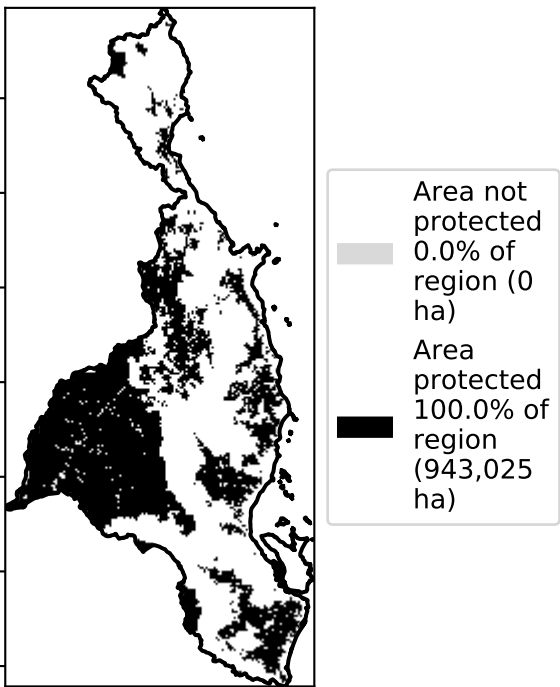 Area not
protected
0.0% of
region (0
ha)
Area
protected
100.0% of
region
(943,025
ha)